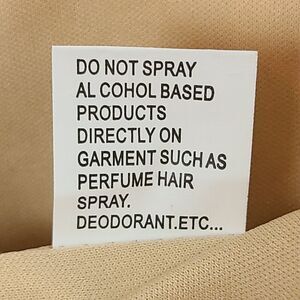 DO NOT SPRAY
AL COHOL BASED
PRODUCTS
DIRECTLY ON
GARMENT SUCH AS
PERFUME HAIR
SPRAY.
DEODORANT.ETC...